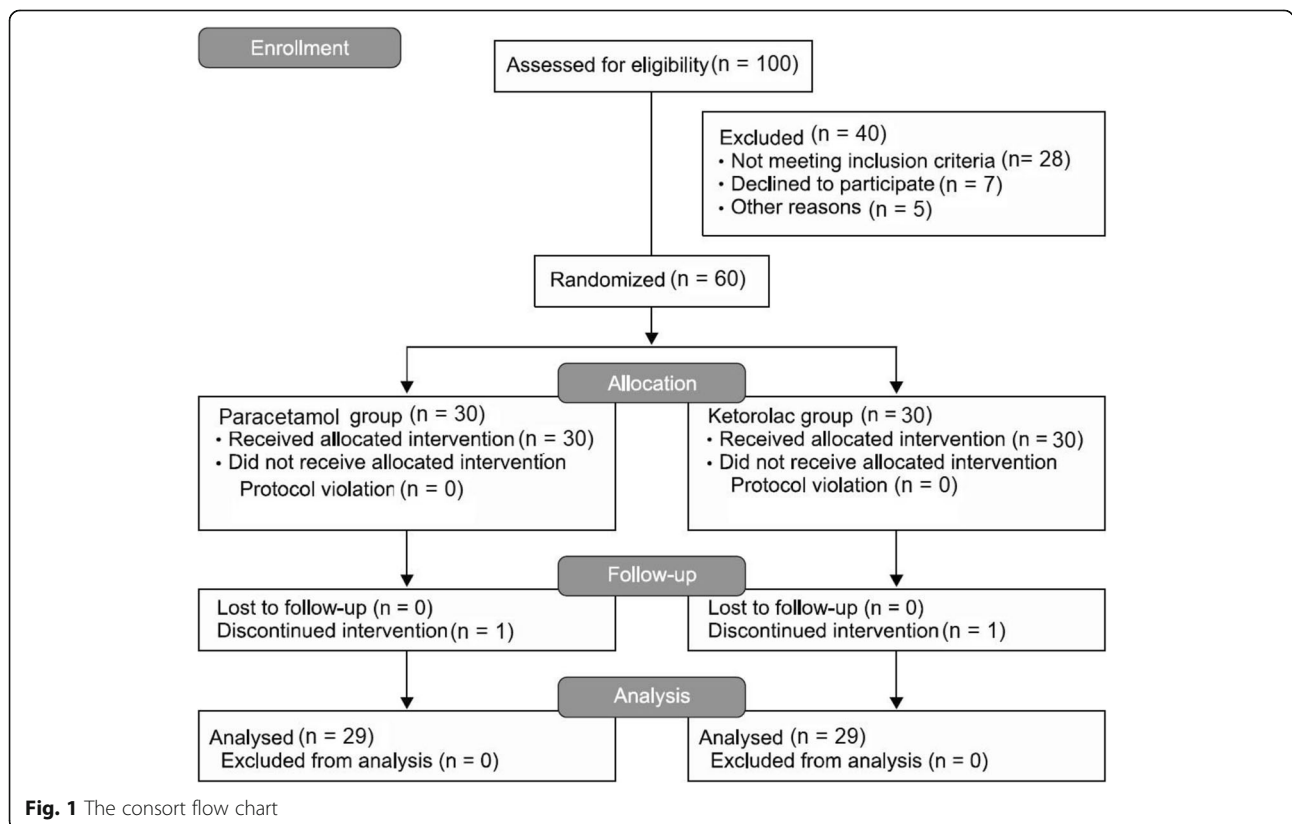 Enrollment
Assessed for eligibility (n = 100)
Excluded (n = 40)
• Not meeting inclusion criteria (n= 28)
• Declined to participate (n = 7)
• Other reasons (n = 5)
Randomized (n = 60)
Allocation
Paracetamol group (n = 30)
• Received allocated intervention (n = 30)
• Did not receive allocated intervention
Protocol violation (n = 0)
Ketorolac group (n = 30)
• Received allocated intervention (n = 30)
• Did not receive allocated intervention
Protocol violation (n = 0)
Follow-up
Lost to follow-up (n = 0)
Discontinued intervention (n = 1)
Lost to follow-up (n = 0)
Discontinued intervention (n = 1)
Analysis
Analysed (n = 29)
Excluded from analysis (n = 0)
Analysed (n = 29)
Excluded from analysis (n = 0)
Fig. 1 The consort flow chart